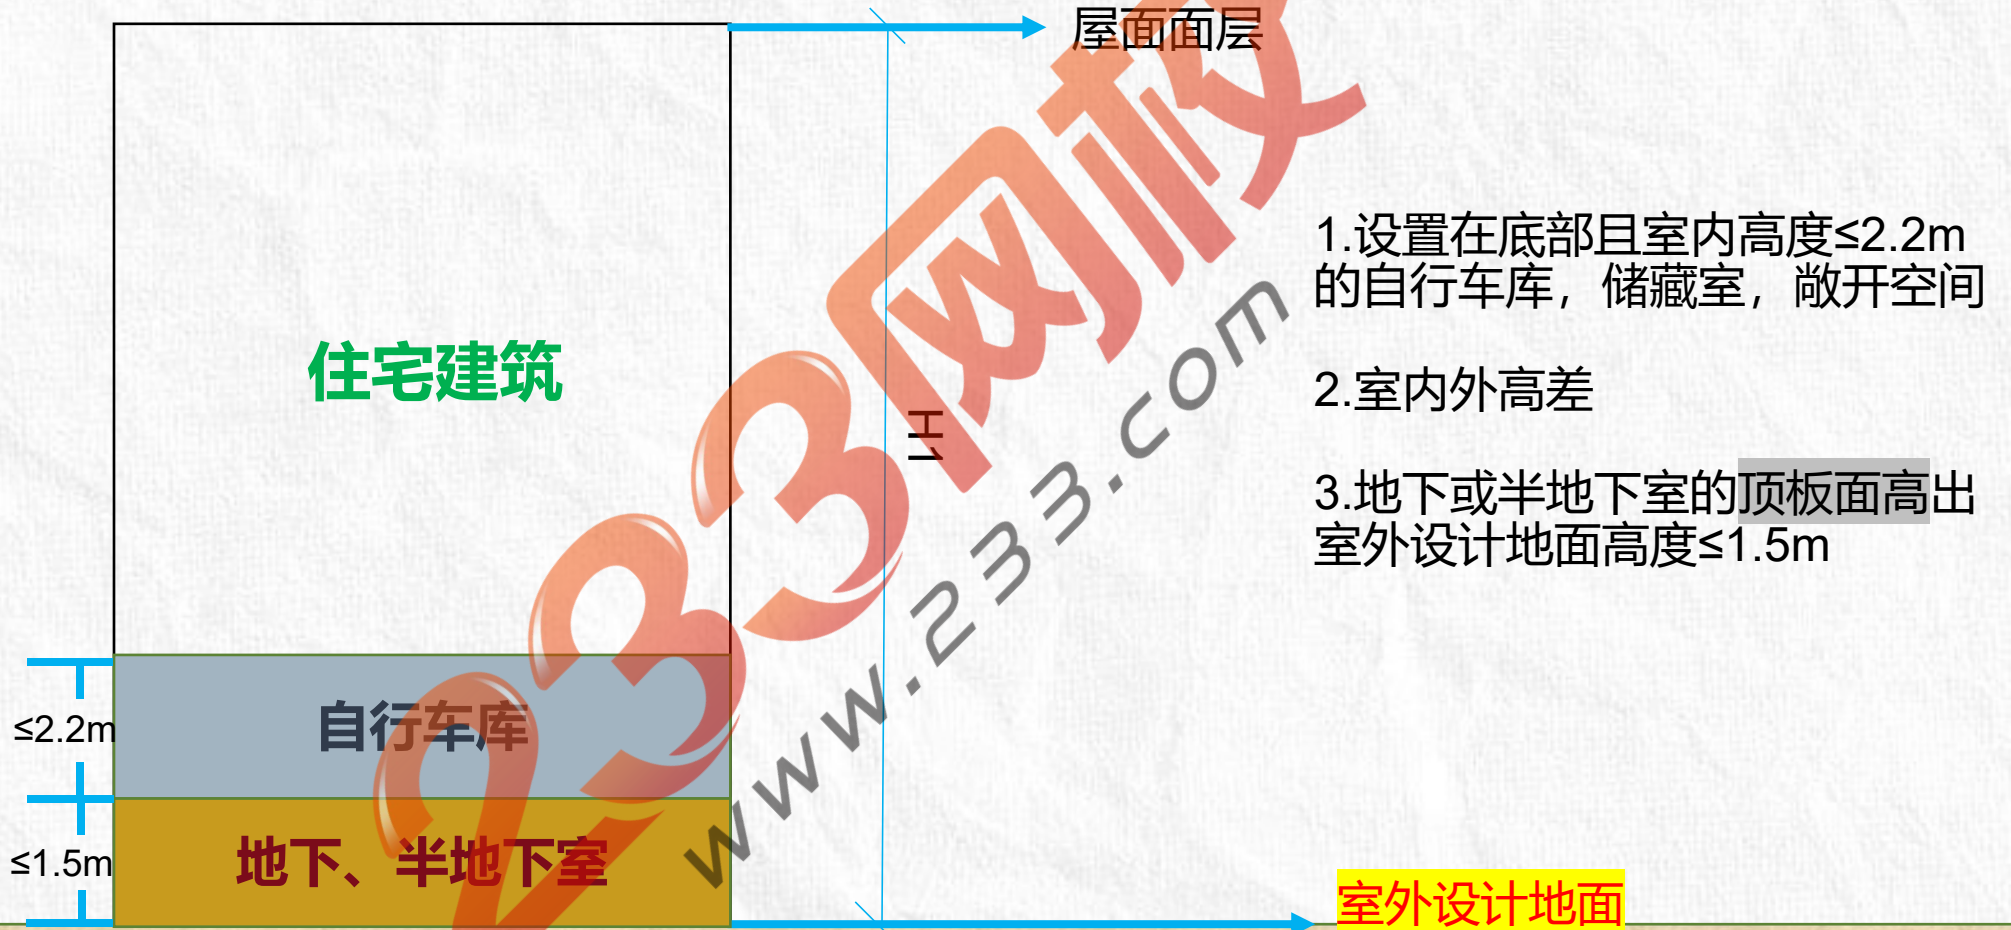 屋面面层
1.设置在底部且室内高度≤2.2m
的自行车库，储藏室，敞开空间
住宅建筑
H1
2.室内外高差
3.地下或半地下室的顶板面高出
室外设计地面高度≤1.5m
≤2.2m
自行车库
≤1.5m
地下、半地下室
室外设计地面
233网校
www.233.com